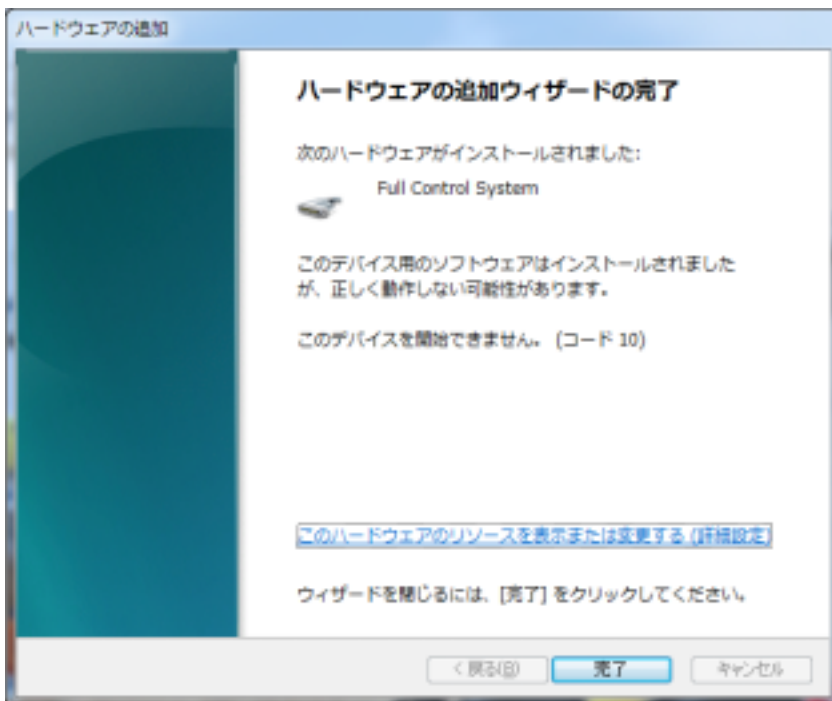 ハードウェアの追加
ハードウェアの追加ウィザードの完了
次のハードウェアがインストールされました:
Full Control System
このデバイス用のソフトウェアはインストールされました
が、正しく動作しない可能性があります。
このデバイスを開始できません。 (コード 10)
このハードウェアのリソースを表示または変更する (詳細設定)
ウィザードを閉じるには、[完了] をクリックしてください。
< 戻る(B)
完了
キャンセル